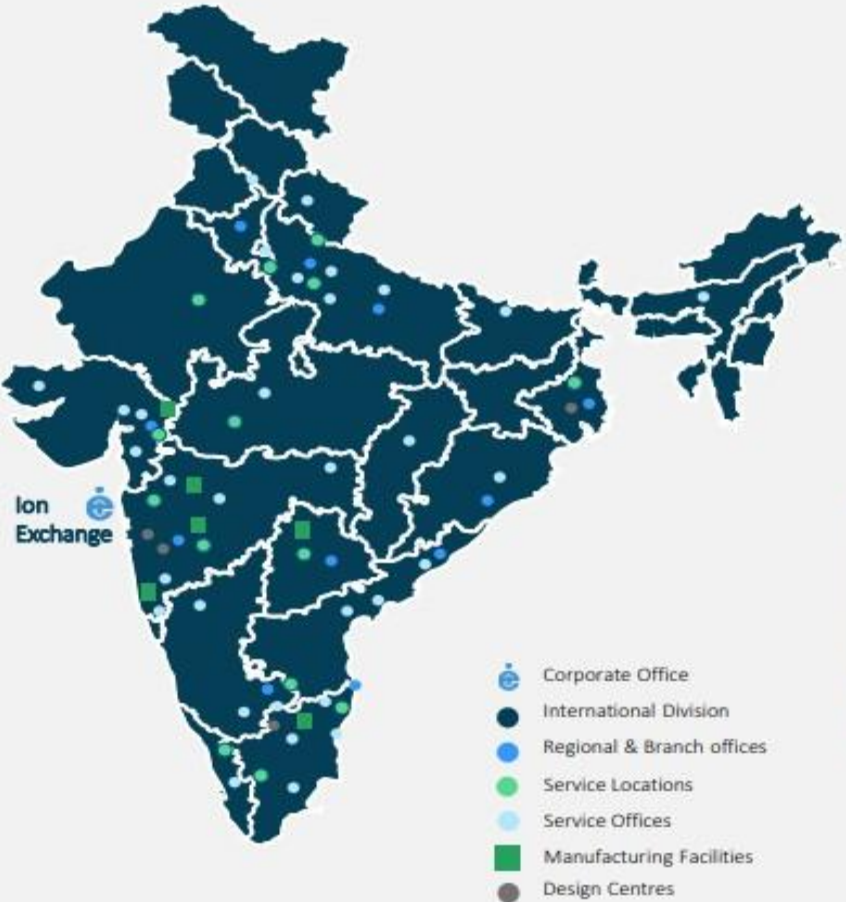 Ion
Exchange
Corporate Office
International Division
Regional & Branch offices
Service Locations
Service Offices
Manufacturing Facilities
Design Centres